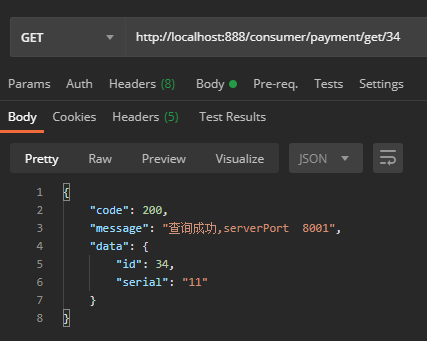 GET http://localhost:888/consumer/payment/get/34
Params Auth Headers (8) Body Pre-req. Tests Settings
Body Cookies Headers (5) Test Results
Pretty Raw Preview Visualize JSON
1 {
2 "code": 200,
3 "message": "查询成功,serverPort  8001",
4 "data": {
5 "id": 34,
6 "serial": "11"
7 }
8 }